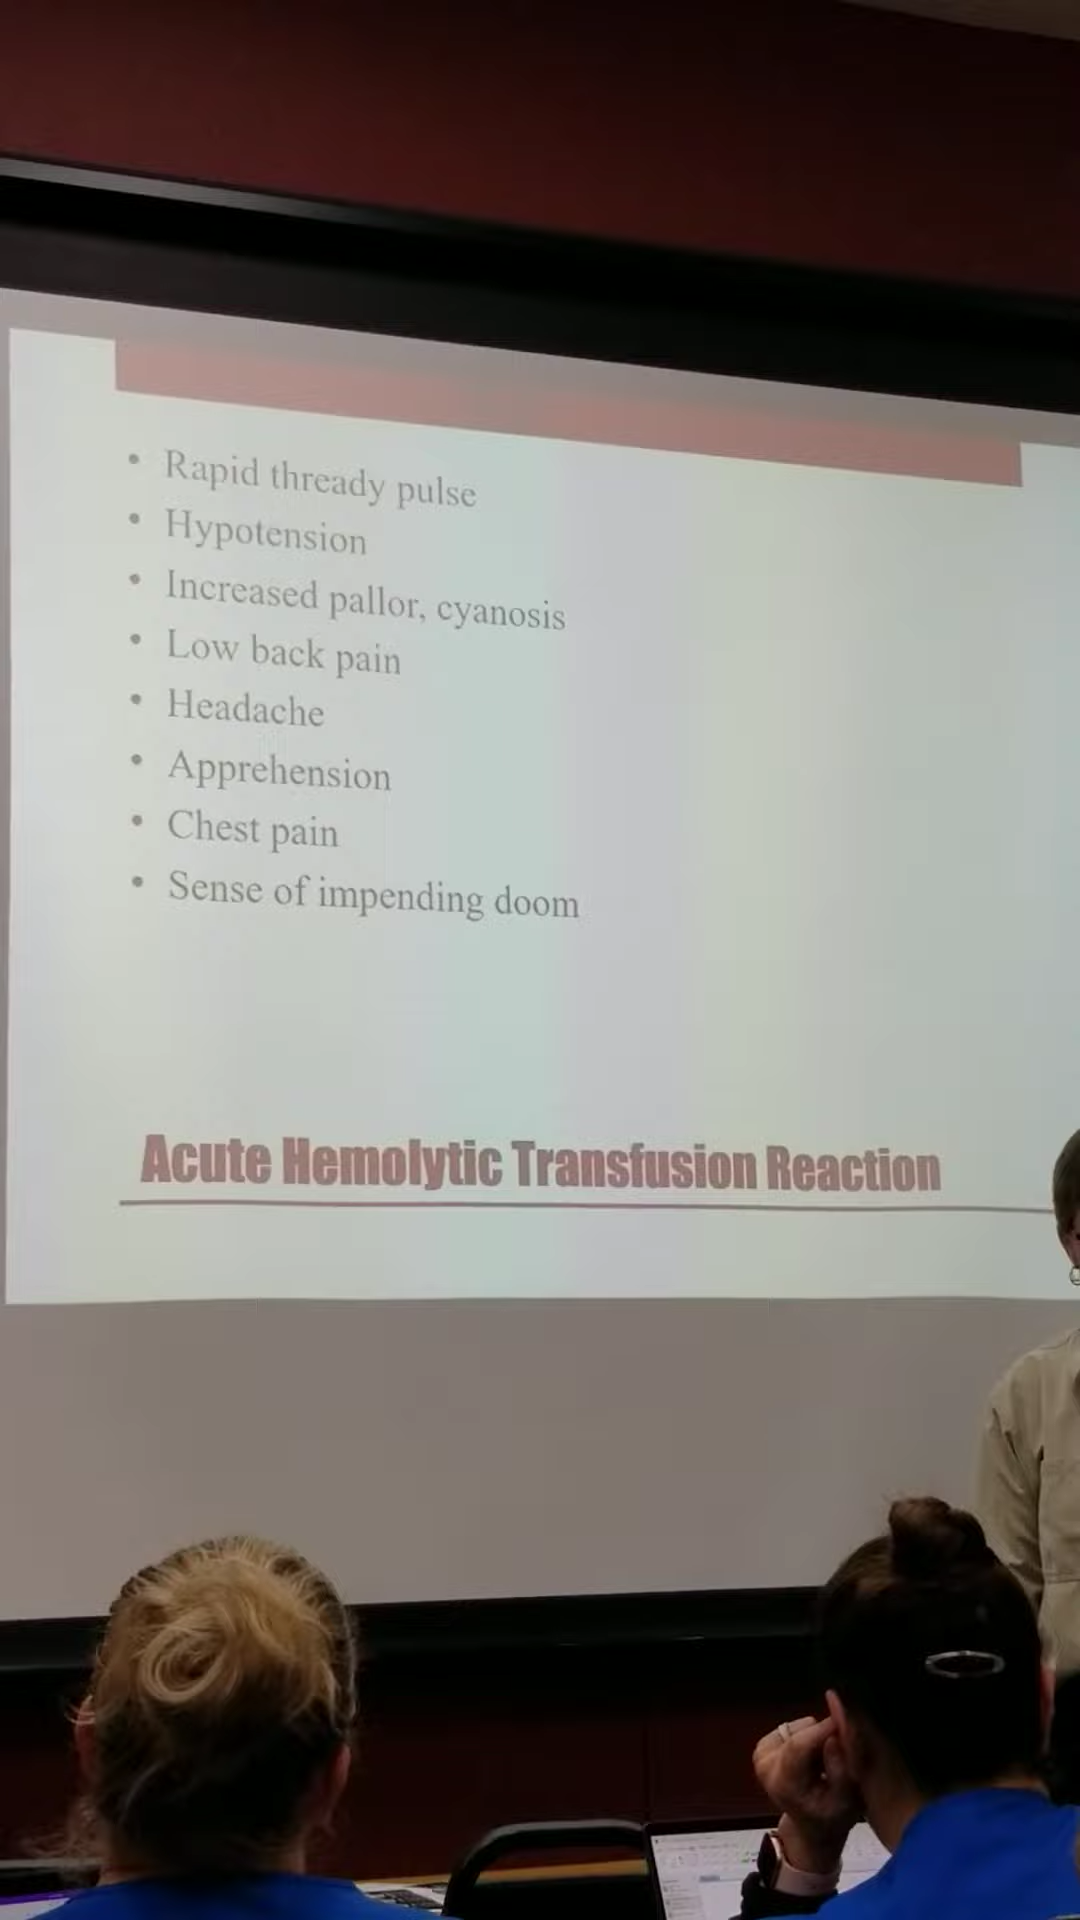 • Rapid thready pulse
• Hypotension
• Increased pallor, cyanosis
• Low back pain
• Headache
• Apprehension
• Chest pain
• Sense of impending doom
Acute Hemolytic Transfusion Reaction